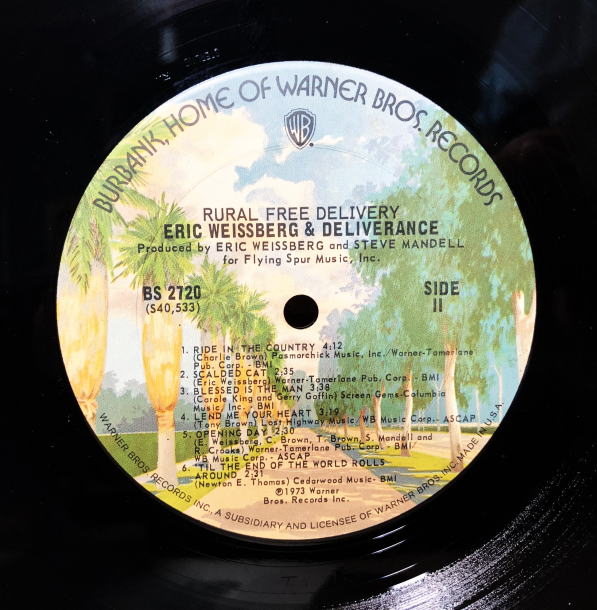 BURBANK, HOME OF WARNER BROS. RECORDS
WB
RURAL FREE DELIVERY
ERIC WEISSBERG & DELIVERANCE
Produced by ERIC WEISSBERG and STEVE MANDELL
for Flying Spur Music, Inc.
BS 2720
(S40,533)
SIDE
II
1. RIDE IN THE COUNTRY 4:12
(Charlie Brown) Pasmorchick Music, Inc./Warner-Tamerlane
Pub. Corp. - BMI
2. SCALDED CAT 2:35
(Eric Weissberg) Warner-Tamerlane Pub. Corp. - BMI
3. BLESSED IS THE MAN 3:38
(Carole King and Gerry Goffin) Screen Gems-Columbia
Music, Inc. - BMI
4. LEND ME YOUR HEART 3:19
(Tony Brown) Lost Highway Music, WB Music Corp. - ASCAP
5. OPENING DAY 2:30
(E. Weissberg, C. Brown, T. Brown, S. Mandell and
R. Crooks) Warner-Tamerlane Pub. Corp. - BMI/
WB Music Corp. - ASCAP
6. 'TIL THE END OF THE WORLD ROLLS
AROUND 2:31
(Newton E. Thomas) Cedarwood Music - BMI
℗1973 Warner
Bros. Records Inc.
WARNER BROS. RECORDS INC., A SUBSIDIARY AND LICENSEE OF WARNER BROS. INC. MADE IN U.S.A.